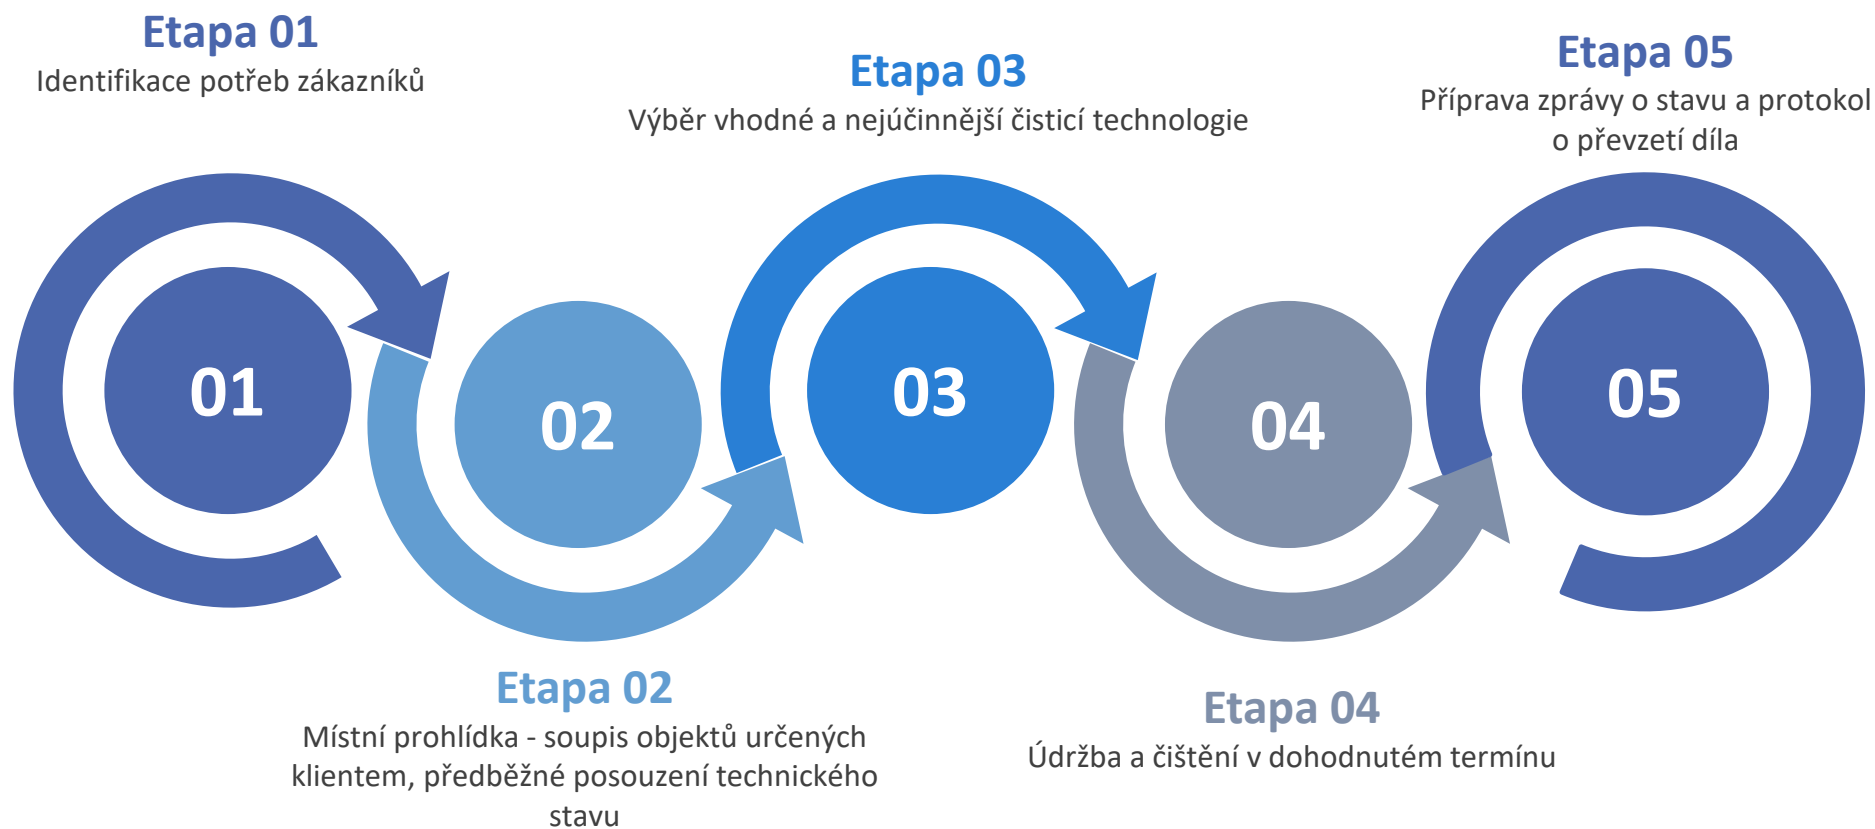 Etapa 01
Identifikace potřeb zákazníků
01
Etapa 02
Místní prohlídka - soupis objektů určených
klientem, předběžné posouzení technického
stavu
02
Etapa 03
Výběr vhodné a nejúčinnější čisticí technologie
03
Etapa 04
Údržba a čištění v dohodnutém termínu
04
Etapa 05
Příprava zprávy o stavu a protokol
o převzetí díla
05